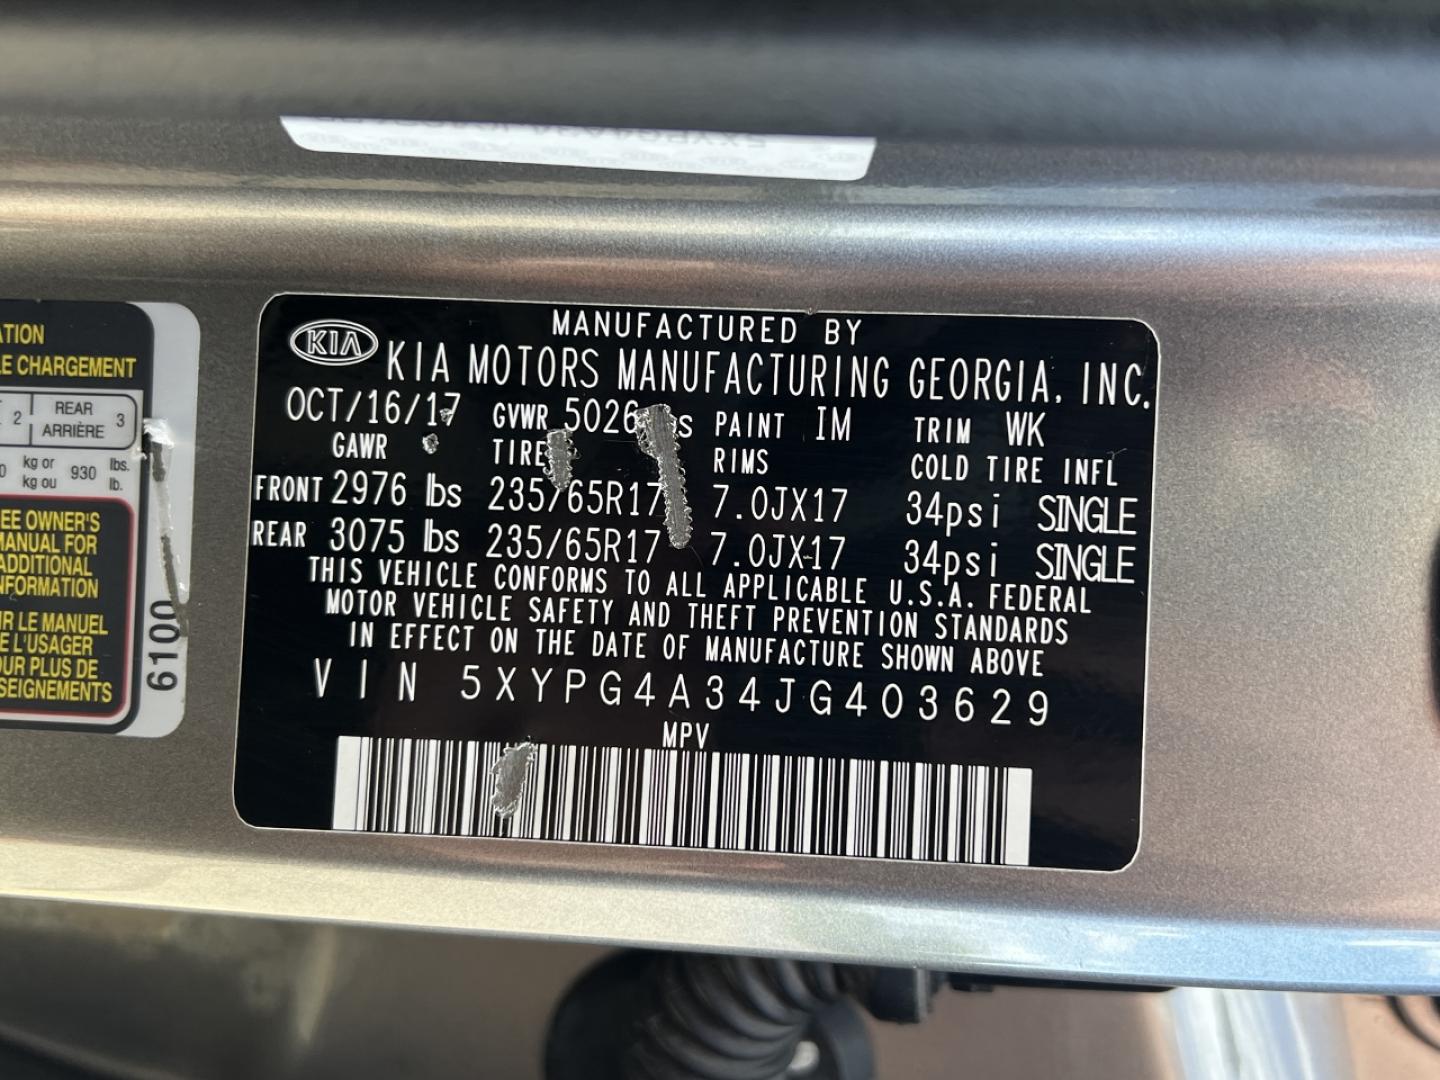 ATION
LE CHARGEMENT
2 REAR 3
ARRIÈRE
kg or 930 lbs.
kg ou lb.
SEE OWNER'S
MANUAL FOR
ADDITIONAL
INFORMATION
LE MANUEL
L'USAGER
PLUS DE
6100
KIA
MANUFACTURED BY
KIA MOTORS MANUFACTURING GEORGIA, INC.
OCT/16/17 GVWR 5026 PAINT IM TRIM WK
GAWR TIRE RIMS COLD TIRE INFL
FRONT 2976 lbs 235/65R17 7.0JX17 34psi SINGLE
REAR 3075 lbs 235/65R17 7.0JX17 34psi SINGLE
THIS VEHICLE CONFORMS TO ALL APPLICABLE U.S.A. FEDERAL
MOTOR VEHICLE SAFETY AND THEFT PREVENTION STANDARDS
IN EFFECT ON THE DATE OF MANUFACTURE SHOWN ABOVE
VIN 5XYPG4A34JG403629
MPV